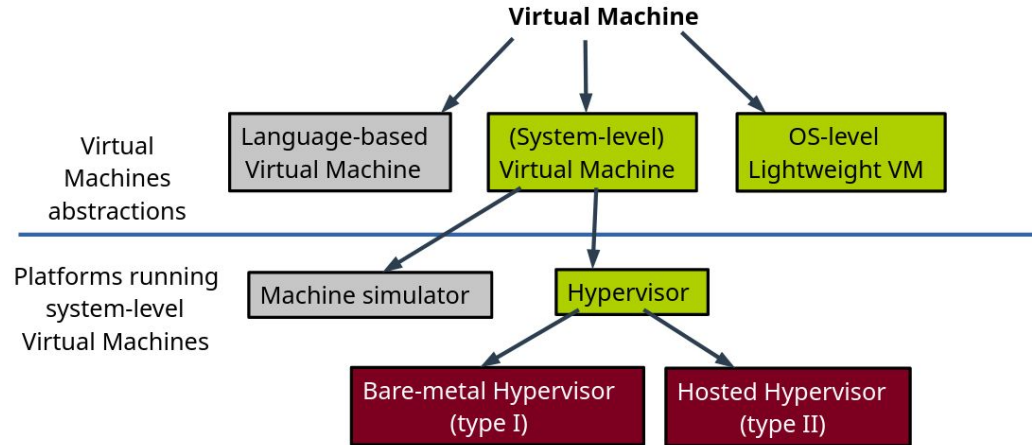 Virtual Machine
Virtual
Machines
abstractions
Language-based
Virtual Machine
(System-level)
Virtual Machine
OS-level
Lightweight VM
Platforms running
system-level
Virtual Machines
Machine simulator
Hypervisor
Bare-metal Hypervisor
(type I)
Hosted Hypervisor
(type II)